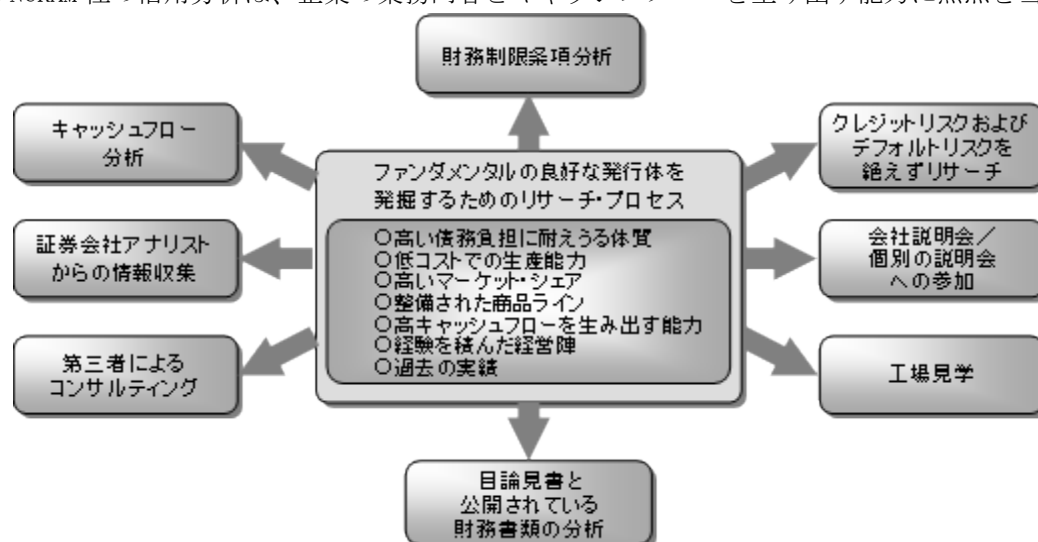 財務制限条項分析
キャッシュフロー
分析
クレジットリスクおよび
デフォルトリスクを
絶えずリサーチ
ファンダメンタルの良好な発行体を
発掘するためのリサーチ・プロセス
○高い債務負担に耐えうる体質
○低コストでの生産能力
○高いマーケット・シェア
○整備された商品ライン
○高キャッシュフローを生み出す能力
○経験を積んだ経営陣
○過去の実績
証券会社アナリスト
からの情報収集
会社説明会／
個別の説明会
への参加
第三者による
コンサルティング
工場見学
目論見書と
公開されている
財務書類の分析